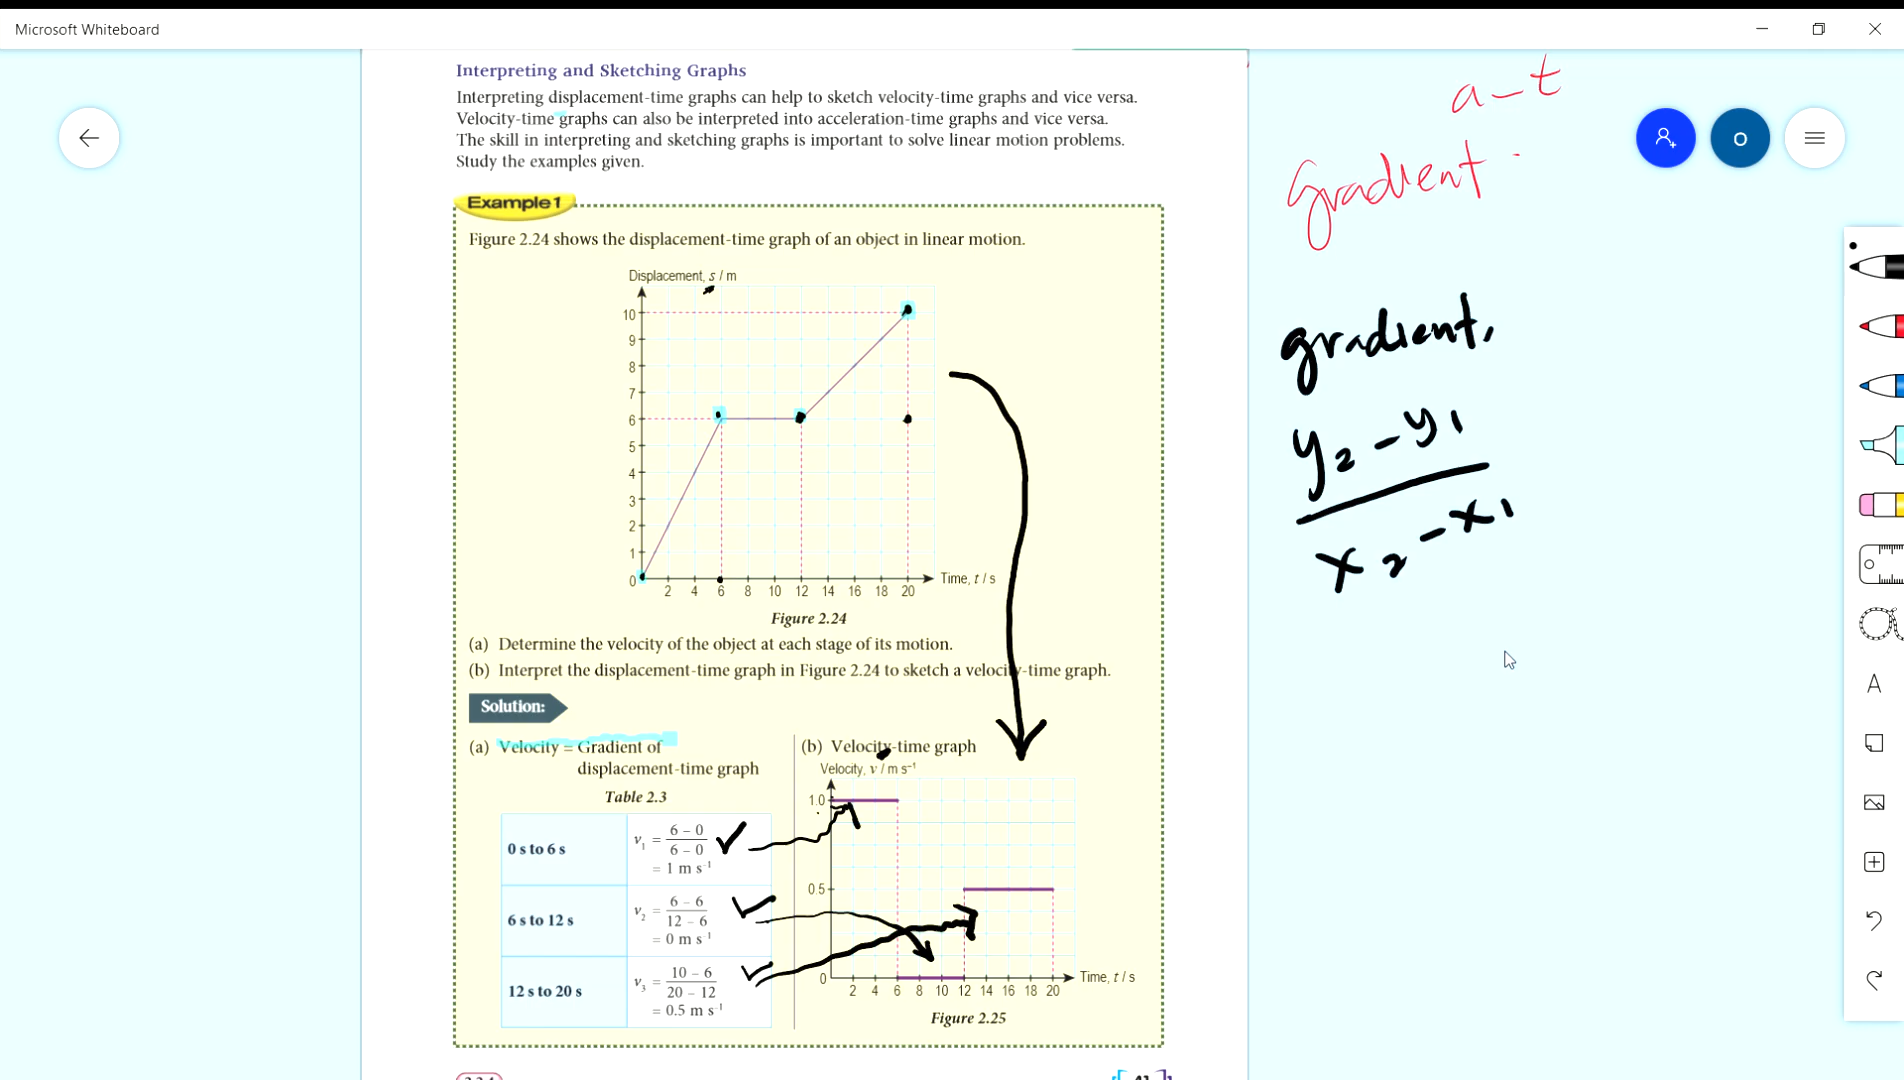 Microsoft Whiteboard
Interpreting and Sketching Graphs
Interpreting displacement-time graphs can help to sketch velocity-time graphs and vice versa.
Velocity-time graphs can also be interpreted into acceleration-time graphs and vice versa.
The skill in interpreting and sketching graphs is important to solve linear motion problems.
Study the examples given.
a - t
Gradient
O
Example 1
Figure 2.24 shows the displacement-time graph of an object in linear motion.
Displacement, s / m
10
9
8
7
6
5
4
3
2
1
0
2 4 6 8 10 12 14 16 18 20
Time, t / s
Figure 2.24
gradient,
y2 - y1
x2 - x1
(a) Determine the velocity of the object at each stage of its motion.
(b) Interpret the displacement-time graph in Figure 2.24 to sketch a velocity-time graph.
Solution:
(a) Velocity = Gradient of
displacement-time graph
Table 2.3
0 s to 6 s
v₁ = (6 – 0)/(6 – 0)
= 1 m s⁻¹
6 s to 12 s
v₂ = (6 – 6)/(12 – 6)
= 0 m s⁻¹
12 s to 20 s
v₃ = (10 – 6)/(20 – 12)
= 0.5 m s⁻¹
(b) Velocity-time graph
Velocity, v / m s⁻¹
1.0
0.5
0
2 4 6 8 10 12 14 16 18 20
Time, t / s
Figure 2.25
A